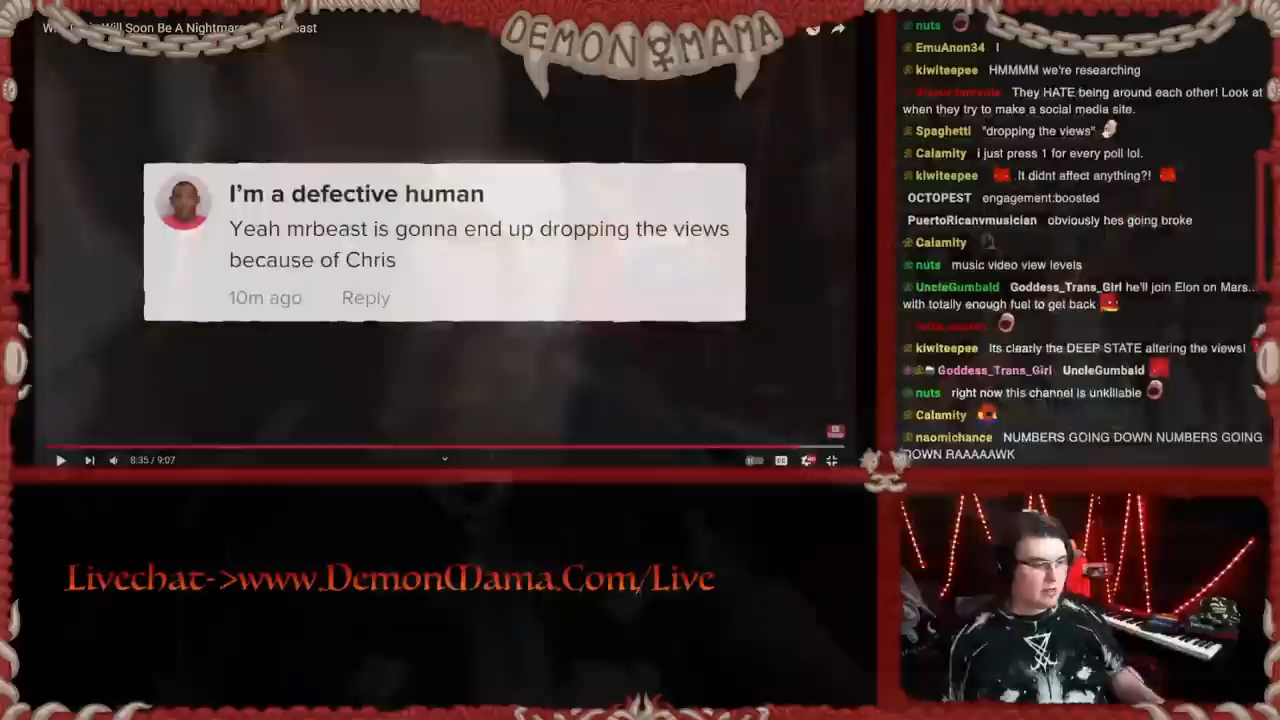 Will Soon Be A Nightmar
east
DEMON MAMA
I'm a defective human
Yeah mrbeast is gonna end up dropping the views
because of Chris
10m ago Reply
8:35 / 9:07
Livechat->www.DemonMama.Com/Live
nuts
EmuAnon34 I
kiwiteepee HMMMM we're researching
They HATE being around each other! Look at
when they try to make a social media site.
Spaghetti "dropping the views"
Calamity i just press 1 for every poll lol.
kiwiteepee .It didnt affect anything?!
OCTOPEST engagement:boosted
PuertoRicanvmusician obviously hes going broke
Calamity
nuts music video view levels
UncleGumbald Goddess_Trans_Girl he'll join Elon on Mars..
with totally enough fuel to get back
kiwiteepee Its clearly the DEEP STATE altering the views!
Goddess_Trans_Girl UncleGumbald
nuts right now this channel is unkillable
Calamity
naomichance NUMBERS GOING DOWN NUMBERS GOING
DOWN RAAAAAWK